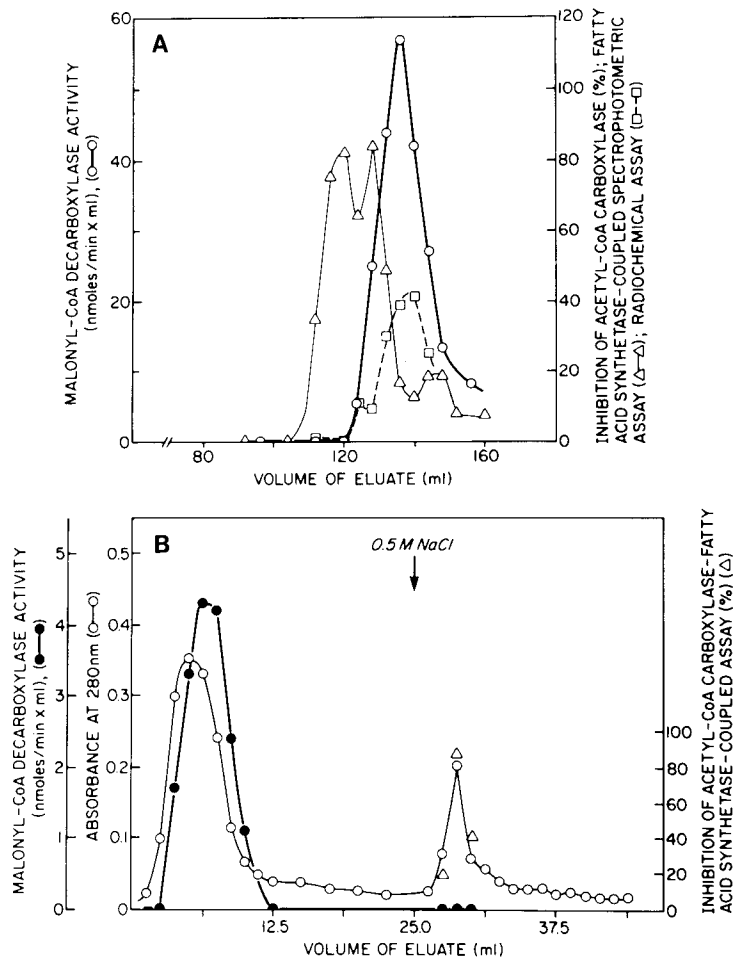 A
MALONYL-CoA DECARBOXYLASE ACTIVITY
(nmoles/min x ml), (○—○)
60
40
20
0
120
100
80
60
40
20
0
INHIBITION OF ACETYL-CoA CARBOXYLASE (%); FATTY
ACID SYNTHETASE-COUPLED SPECTROPHOTOMETRIC
ASSAY (△—△); RADIOCHEMICAL ASSAY (□--□)
80
120
160
VOLUME OF ELUATE (ml)
B
0.5 M NaCl
MALONYL-CoA DECARBOXYLASE ACTIVITY
(nmoles/min x ml), (●—●)
5
4
3
2
1
0
ABSORBANCE AT 280nm (○—○)
0.5
0.4
0.3
0.2
0.1
0
100
80
60
40
20
0
INHIBITION OF ACETYL-CoA CARBOXYLASE-FATTY
ACID SYNTHETASE-COUPLED ASSAY (%) (△)
12.5
25.0
37.5
VOLUME OF ELUATE (ml)